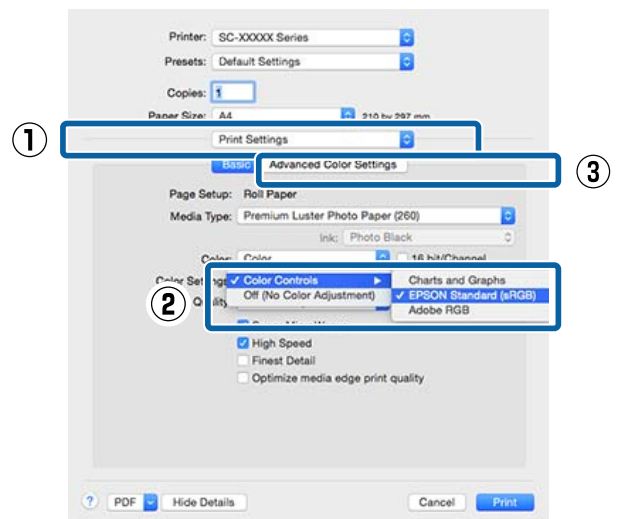 Printer: SC-XXXXX Series
Presets: Default Settings
Copies: 1
Paper Size: A4 210 by 297 mm
1
Print Settings
Basic Advanced Color Settings
3
Page Setup: Roll Paper
Media Type: Premium Luster Photo Paper (260)
Ink: Photo Black
Color: Color 16 bit/Channel
Color Settings ✓ Color Controls ▶ Charts and Graphs
2
Off (No Color Adjustment) ✓ EPSON Standard (sRGB)
Adobe RGB
High Speed
Finest Detail
Optimize media edge print quality
? PDF Hide Details Cancel Print